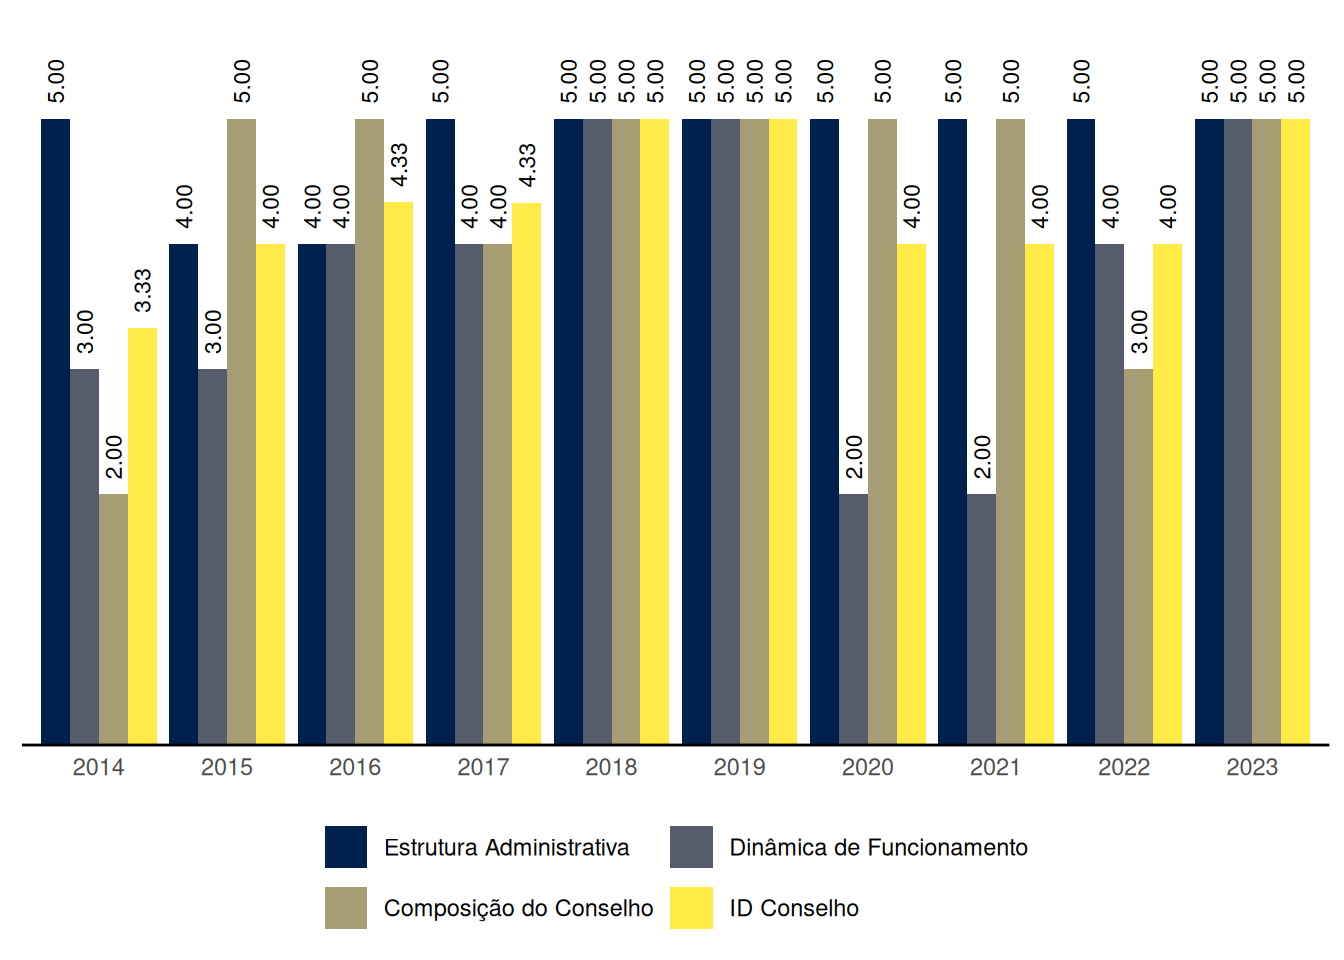 5.00 3.00 2.00 3.33 4.00 3.00 5.00 4.00 4.00 4.00 5.00 4.33 5.00 4.00 4.00 4.33 5.00 5.00 5.00 5.00 5.00 5.00 5.00 5.00 5.00 2.00 5.00 4.00 5.00 2.00 5.00 4.00 5.00 4.00 3.00 4.00 5.00 5.00 5.00 5.00
2014 2015 2016 2017 2018 2019 2020 2021 2022 2023
Estrutura Administrativa Dinâmica de Funcionamento
Composição do Conselho ID Conselho